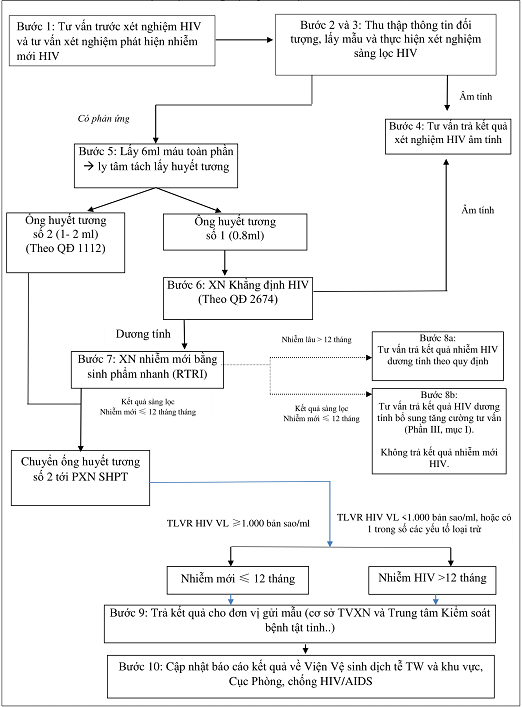 Bước 1: Tư vấn trước xét nghiệm HIV
và tư vấn xét nghiệm phát hiện nhiễm
mới HIV
Bước 2 và 3: Thu thập thông tin đối
tượng, lấy mẫu và thực hiện xét nghiệm
sàng lọc HIV
Âm tính
Có phản ứng
Bước 4: Tư vấn trả kết quả
xét nghiệm HIV âm tính
Bước 5: Lấy 6ml máu toàn phần
→ ly tâm tách lấy huyết tương
Ống huyết tương
số 2 (1- 2 ml)
(Theo QĐ 1112)
Ống huyết tương
số 1 (0.8ml)
Âm tính
Bước 6: XN Khẳng định HIV
(Theo QĐ 2674)
Dương tính
Nhiễm lâu > 12 tháng
Bước 7: XN nhiễm mới bằng
sinh phẩm nhanh (RTRI)
Bước 8a:
Tư vấn trả kết quả nhiễm HIV
dương tính theo quy định
Kết quả sàng lọc
Nhiễm mới ≤ 12 tháng tháng
Kết quả sàng lọc
Nhiễm mới ≤ 12 tháng
Bước 8b:
Tư vấn trả kết quả HIV dương
tính bổ sung tăng cường tư vấn
(Phần III, mục I).
Không trả kết quả nhiễm mới
HIV.
Chuyển ống huyết tương
số 2 tới PXN SHPT
TLVR HIV VL ≥1.000 bản sao/ml
TLVR HIV VL <1.000 bản sao/ml, hoặc có
1 trong số các yếu tố loại trừ
Nhiễm mới ≤ 12 tháng
Nhiễm HIV >12 tháng
Bước 9: Trả kết quả cho đơn vị gửi mẫu (cơ sở TVXN và Trung tâm Kiểm soát
bệnh tật tỉnh..)
Bước 10: Cập nhật báo cáo kết quả về Viện Vệ sinh dịch tễ TW và khu vực,
Cục Phòng, chống HIV/AIDS